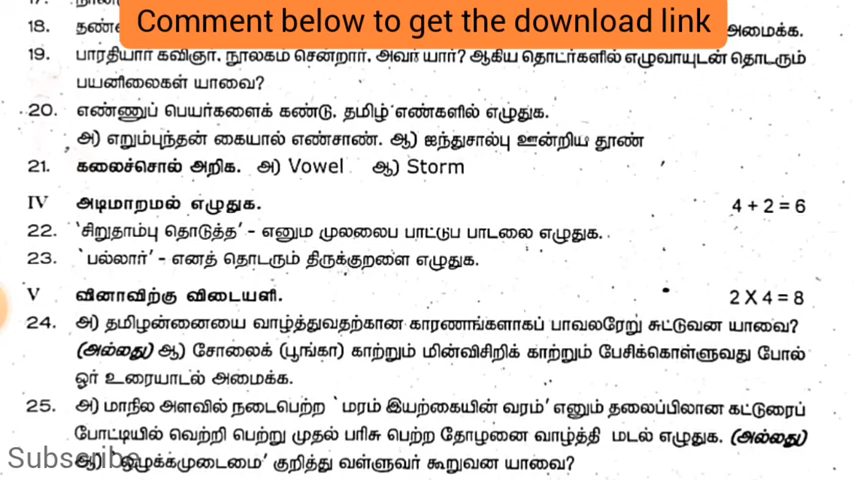 Comment below to get the download link
17.
18. அமைக்க.
19. பாரதியார் கவிஞர், நூலகம் சென்றார், அவர் யார்? ஆகிய தொடர்களில் எழுவாயுடன் தொடரும்
பயனிலைகள் யாவை?
20. எண்ணுப் பெயர்களைக் கண்டு, தமிழ் எண்களில் எழுதுக.
அ) எறும்புந்தன் கையால் எண்சாண். ஆ) ஐந்துசால்பு ஊன்றிய தூண்
21. கலைச்சொல் அறிக. அ) Vowel ஆ) Storm
IV அடிமாறமல் எழுதுக. 4 + 2 = 6
22. 'சிறுதாம்பு தொடுத்த' - எனும் முல்லைப் பாட்டுப் பாடலை எழுதுக.
23. 'பல்லார்' - எனத் தொடரும் திருக்குறளை எழுதுக.
V வினாவிற்கு விடையளி. 2 X 4 = 8
24. அ) தமிழன்னையை வாழ்த்துவதற்கான காரணங்களாகப் பாவலரேறு சுட்டுவன யாவை?
(அல்லது) ஆ) சோலைக் (பூங்கா) காற்றும் மின்விசிறிக் காற்றும் பேசிக்கொள்ளுவது போல்
ஓர் உரையாடல் அமைக்க.
25. அ) மாநில அளவில் நடைபெற்ற 'மரம் இயற்கையின் வரம்' எனும் தலைப்பிலான கட்டுரைப்
போட்டியில் வெற்றி பெற்று முதல் பரிசு பெற்ற தோழனை வாழ்த்தி மடல் எழுதுக. (அல்லது)
ஆ) 'ஒழுக்கமுடைமை' குறித்து வள்ளுவர் கூறுவன யாவை?
Subscribe